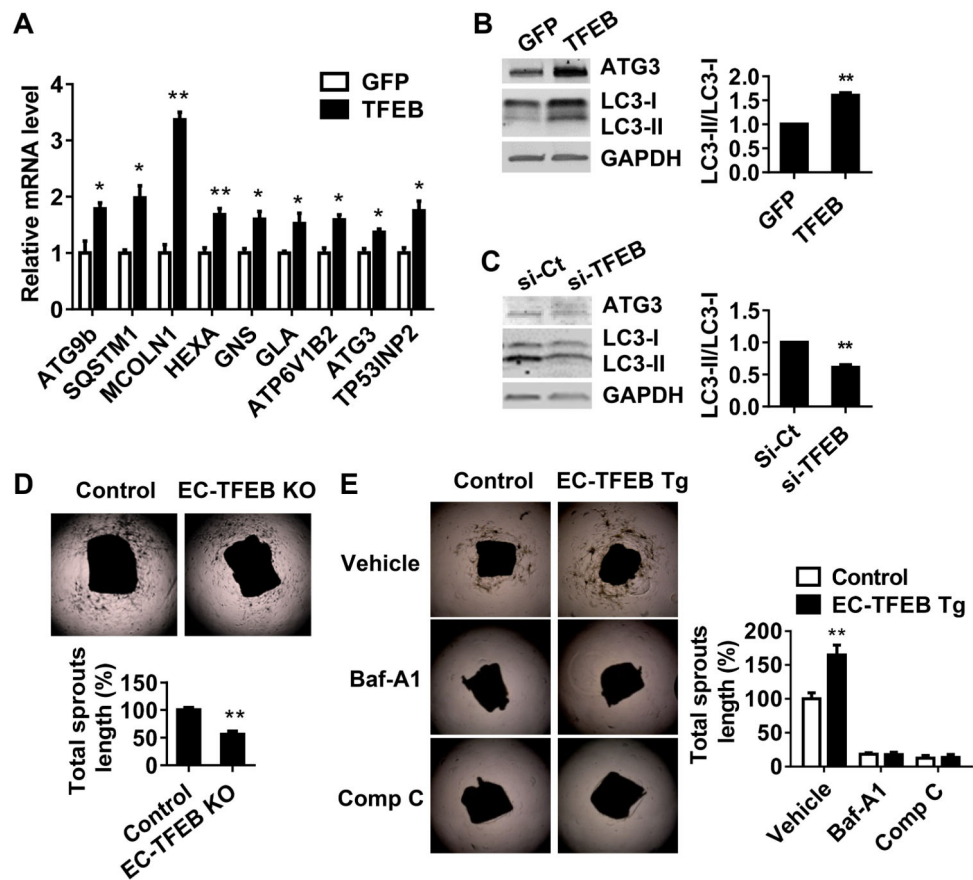 A
GFP
TFEB
Relative mRNA level
4
3
2
1
0
**
*
*
**
*
*
*
*
*
ATG9b
SQSTM1
MCOLN1
HEXA
GNS
GLA
ATP6V1B2
ATG3
TP53INP2
B
GFP
TFEB
ATG3
LC3-I
LC3-II
GAPDH
LC3-II/LC3-I
2.0
1.5
1.0
0.5
0.0
**
GFP
TFEB
C
si-Ct
si-TFEB
ATG3
LC3-I
LC3-II
GAPDH
LC3-II/LC3-I
1.5
1.0
0.5
0.0
**
Si-Ct
si-TFEB
D
Control
EC-TFEB KO
Total sprouts
length (%)
150
100
50
0
**
Control
EC-TFEB KO
E
Control
EC-TFEB Tg
Vehicle
Baf-A1
Comp C
Control
EC-TFEB Tg
Total sprouts
length (%)
200
150
100
50
0
**
Vehicle
Baf-A1
Comp C